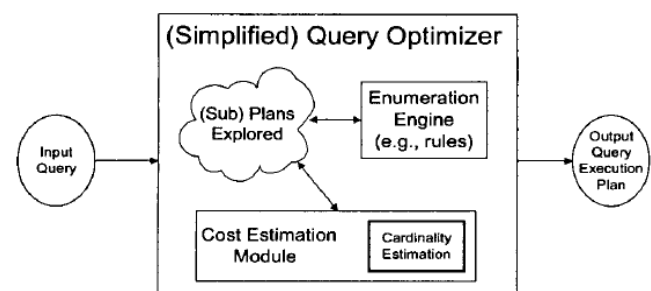 (Simplified) Query Optimizer
Input
Query
(Sub) Plans
Explored
Enumeration
Engine
(e.g., rules)
Cost Estimation
Module
Cardinality
Estimation
Output
Query
Execution
Plan